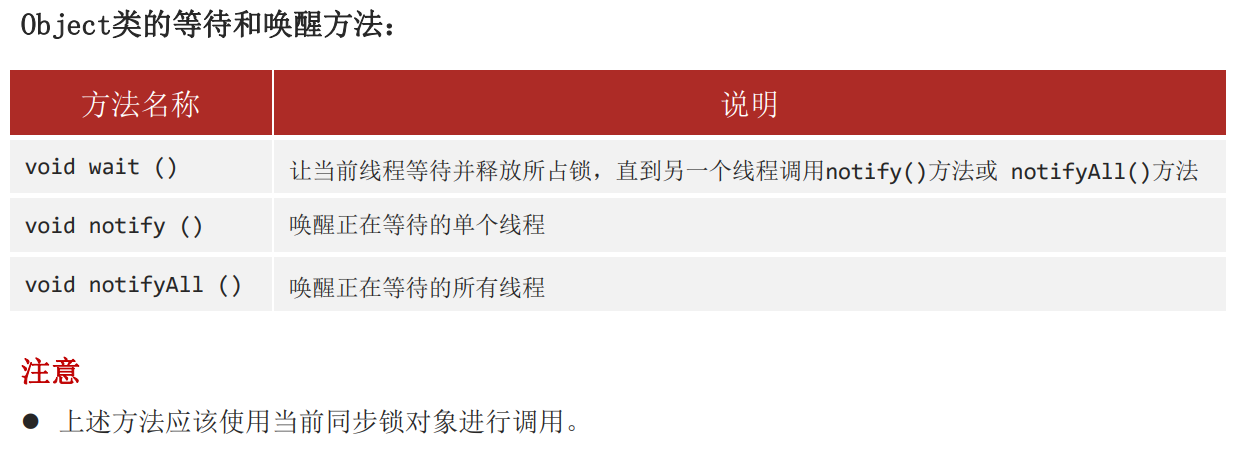 Object类的等待和唤醒方法：
方法名称 说明
void wait () 让当前线程等待并释放所占锁，直到另一个线程调用notify()方法或 notifyAll()方法
void notify () 唤醒正在等待的单个线程
void notifyAll () 唤醒正在等待的所有线程
注意
● 上述方法应该使用当前同步锁对象进行调用。